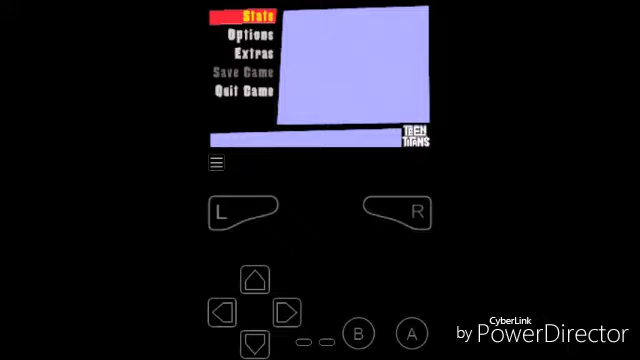 Stats
Options
Extras
Save Game
Quit Game
TEEN
TITANS
L
R
B
A
CyberLink
by PowerDirector